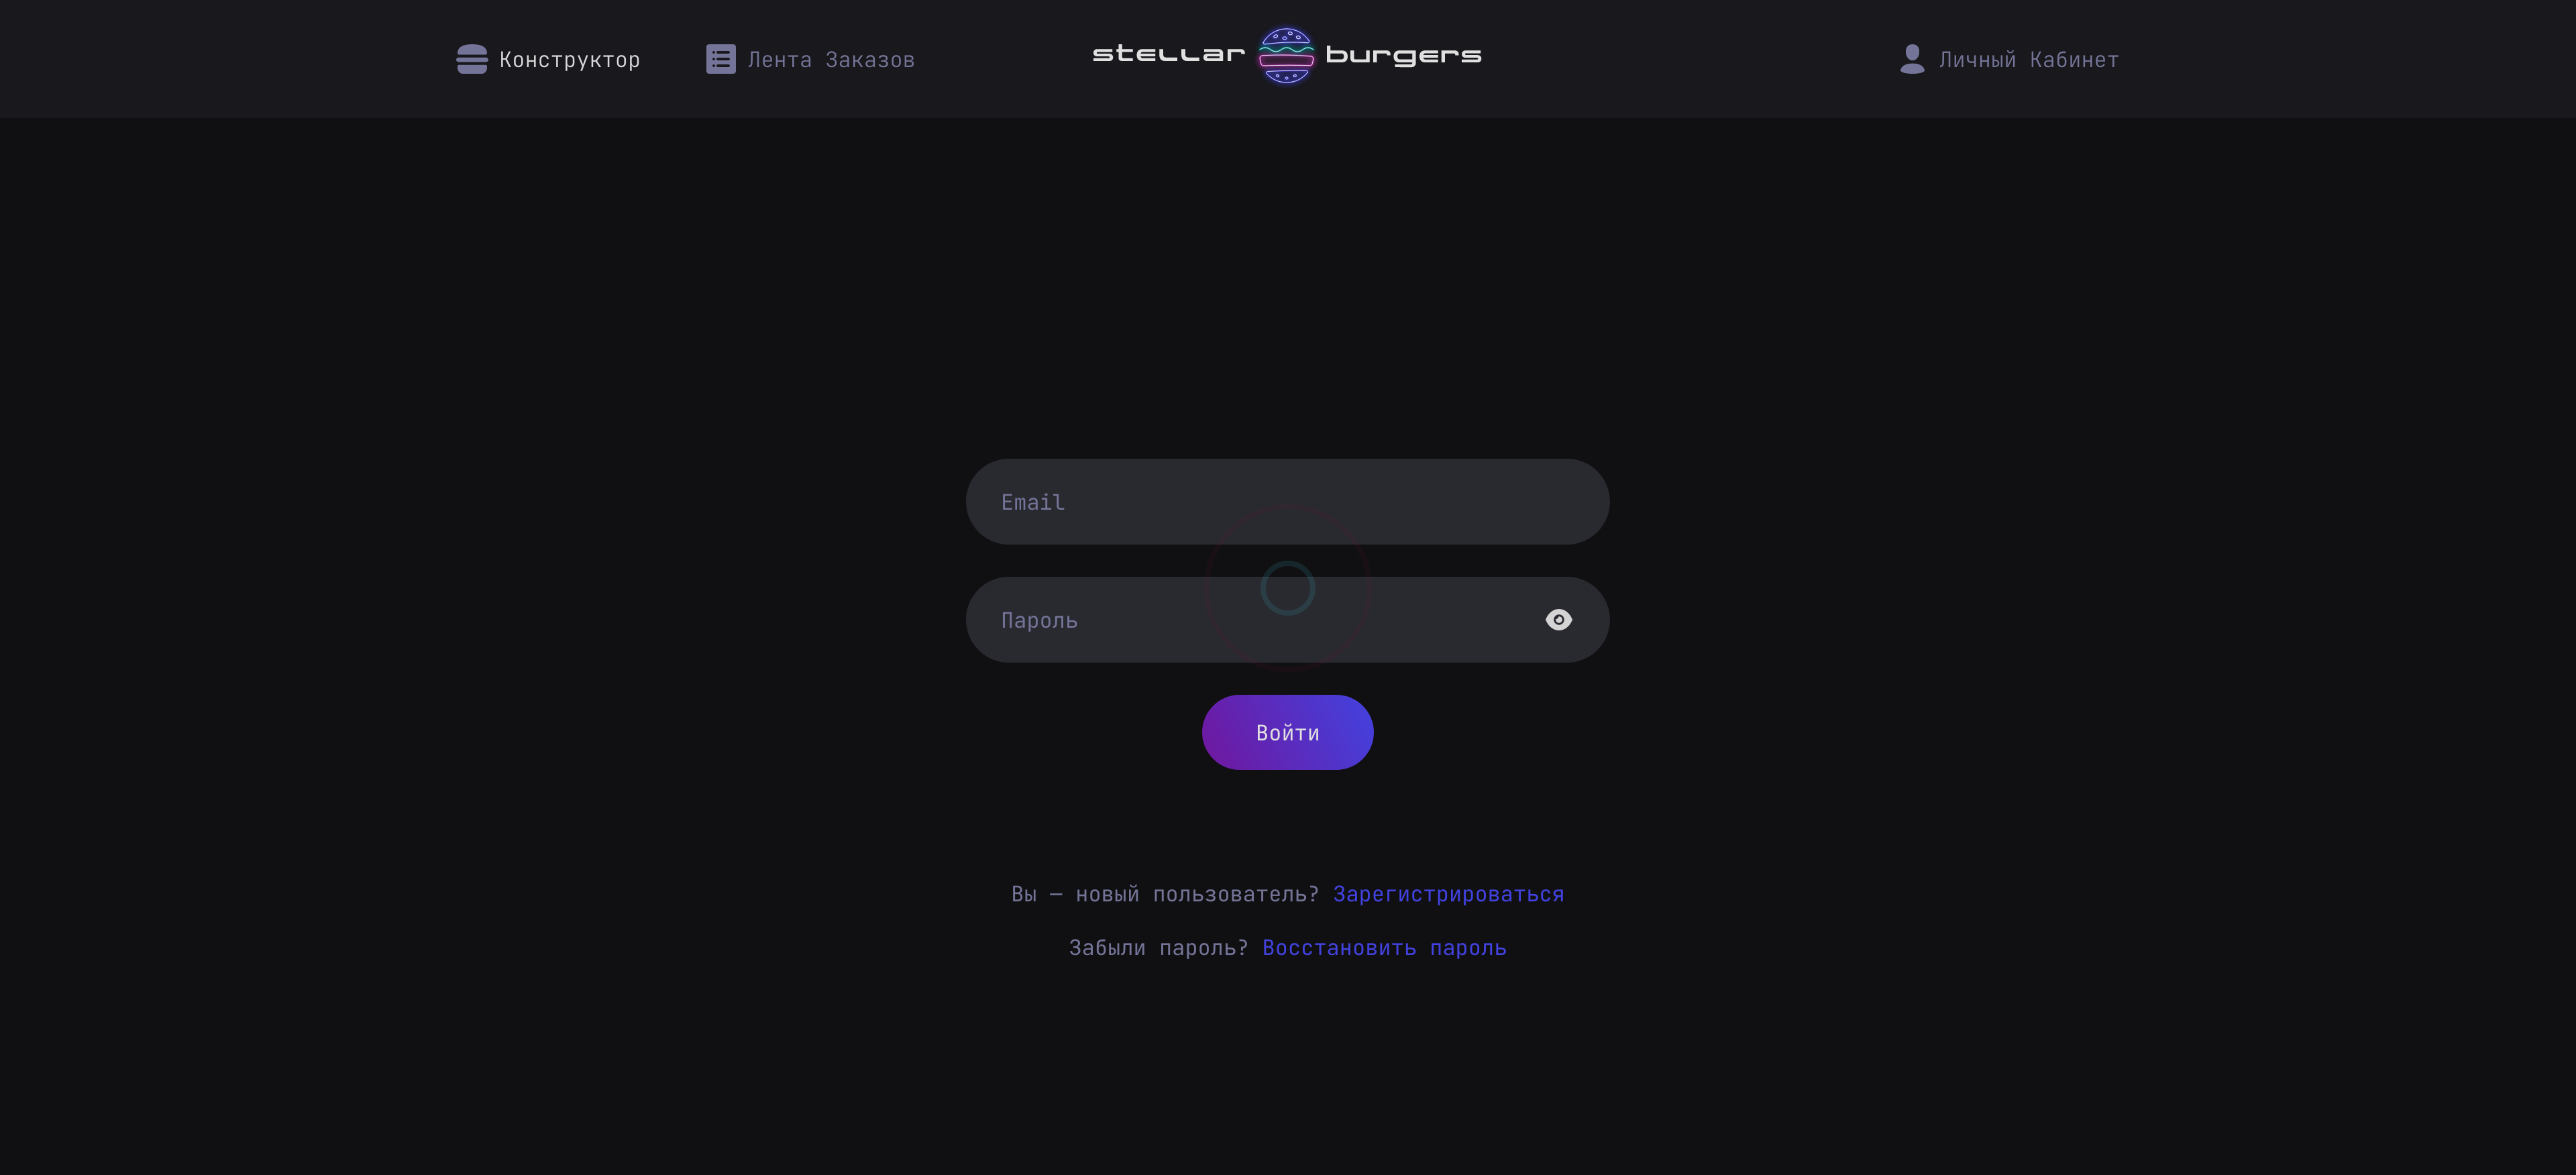 Конструктор
Лента Заказов
stellar burgers
Личный Кабинет
Email
Пароль
Войти
Вы — новый пользователь? Зарегистрироваться
Забыли пароль? Восстановить пароль